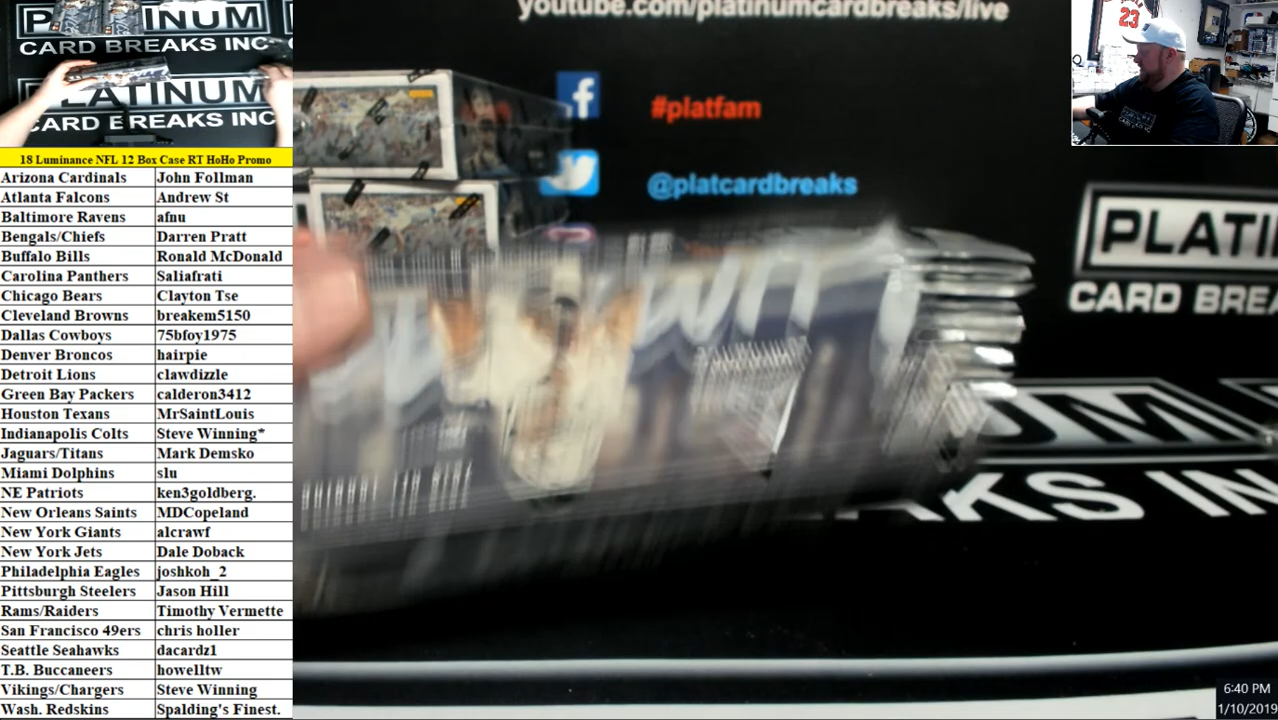 PLATINUM
CARD BREAKS INC
PLATINUM
CARD BREAKS INC
youtube.com/platinumcardbreaks/live
#platfam
@platcardbreaks
23
18 Luminance NFL 12 Box Case RT HoHo Promo
Arizona Cardinals John Follman
Atlanta Falcons Andrew St
Baltimore Ravens afnu
Bengals/Chiefs Darren Pratt
Buffalo Bills Ronald McDonald
Carolina Panthers Saliafrati
Chicago Bears Clayton Tse
Cleveland Browns breakem5150
Dallas Cowboys 75bfoy1975
Denver Broncos hairpie
Detroit Lions clawdizzle
Green Bay Packers calderon3412
Houston Texans MrSaintLouis
Indianapolis Colts Steve Winning*
Jaguars/Titans Mark Demsko
Miami Dolphins slu
NE Patriots ken3goldberg.
New Orleans Saints MDCopeland
New York Giants alcrawf
New York Jets Dale Doback
Philadelphia Eagles joshkoh_2
Pittsburgh Steelers Jason Hill
Rams/Raiders Timothy Vermette
San Francisco 49ers chris holler
Seattle Seahawks dacardz1
T.B. Buccaneers howelltw
Vikings/Chargers Steve Winning
Wash. Redskins Spalding's Finest.
PLATI
CARD BREA
UM
AKS IN
6:40 PM
1/10/2019